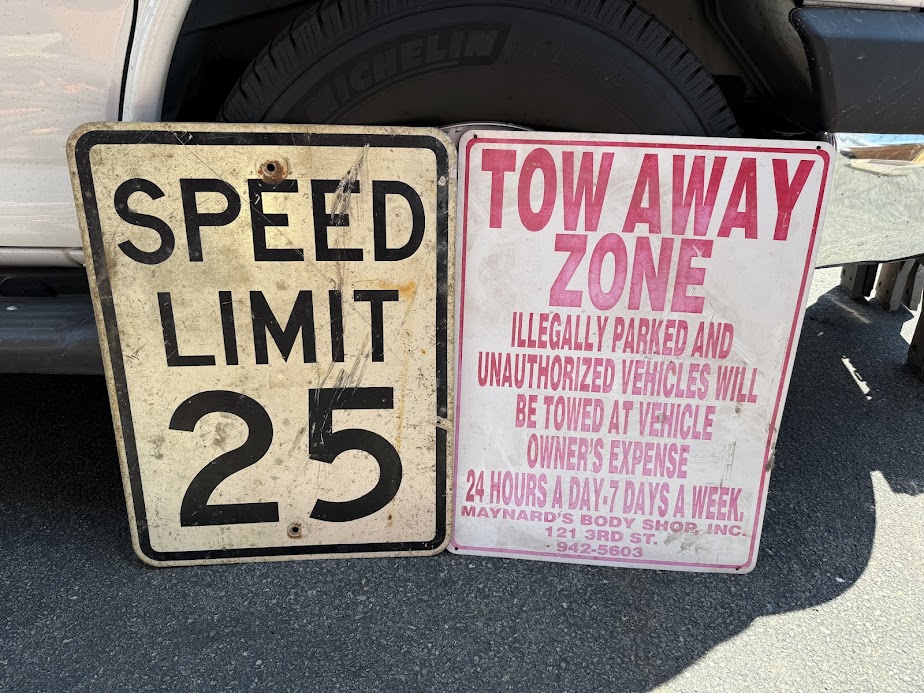 MICHELIN
SPEED
LIMIT
25
TOW AWAY
ZONE
ILLEGALLY PARKED AND
UNAUTHORIZED VEHICLES WILL
BE TOWED AT VEHICLE
OWNER'S EXPENSE
24 HOURS A DAY-7 DAYS A WEEK.
MAYNARD'S BODY SHOP, INC.
121 3RD ST.
942-5603